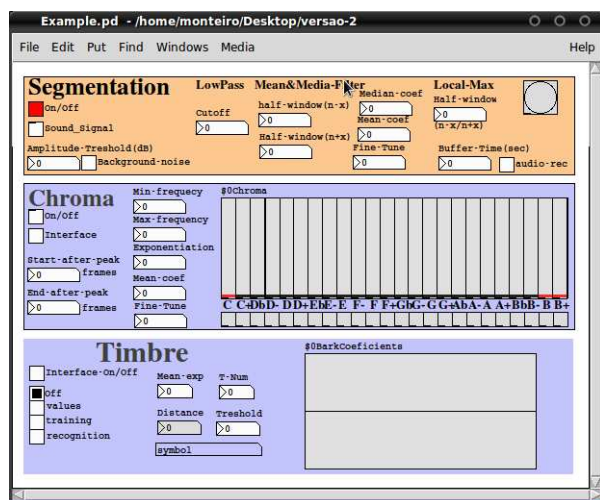 Example.pd - /home/monteiro/Desktop/versao-2
File Edit Put Find Windows Media Help
Segmentation LowPass Mean&Media-Filter Local-Max
On/Off
Sound_Signal
Amplitude-Treshold(dB)
0
Background-noise
Cutoff
0
half-window(n-x)
0
Half-window(n+x)
0
Median-coef
0
Mean-coef
0
Fine-Tune
0
Half-window
0
(n-x/n+x)
Buffer-Time(sec)
0
audio-rec
Chroma
On/Off
Interface
Start-after-peak
0 frames
End-after-peak
0 frames
Min-frequecy
0
Max-frequency
0
Exponentiation
0
Mean-coef
0
Fine-Tune
0
$0Chroma
C C+DbD- D D+EbE- E F- F F+GbG- G G+AbA- A A+BbB- B B+
Timbre
Interface-On/Off
Off
values
training
recognition
Mean-exp
0
T-Num
0
Distance
0
Treshold
0
symbol
$0BarkCoeficients